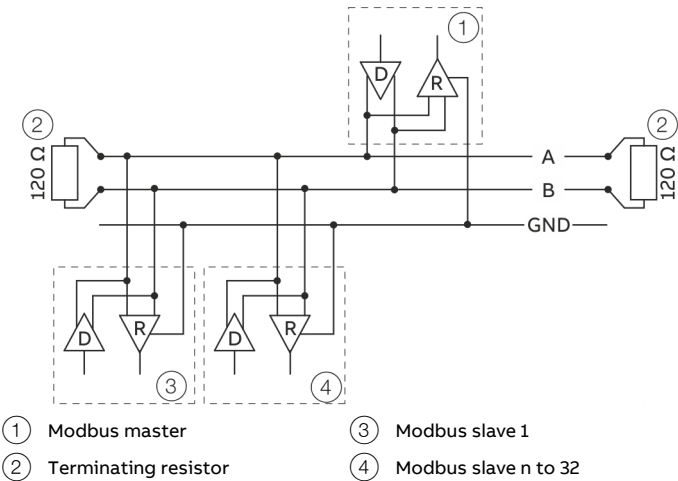 1
D
R
2
120 Ω
A
B
GND
2
120 Ω
D
R
3
D
R
4
1 Modbus master
2 Terminating resistor
3 Modbus slave 1
4 Modbus slave n to 32